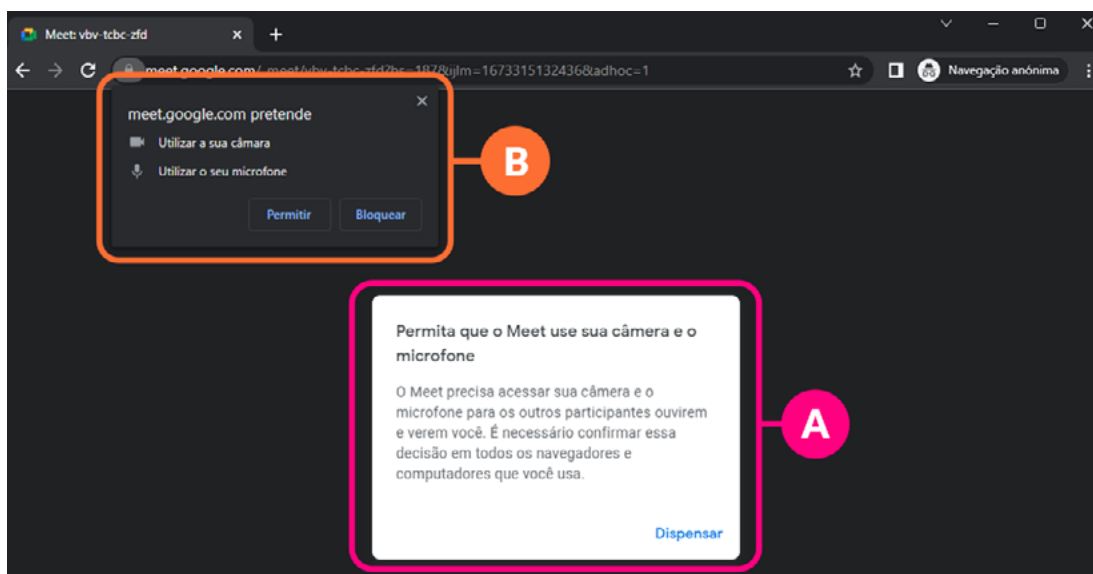 Meet: vbv-tcbc-zfd
meet.google.com/_meet/vbv-tcbc-zfd?hs=187&ijlm=1673315132436&adhoc=1
Navegação anónima
meet.google.com pretende
Utilizar a sua câmara
Utilizar o seu microfone
Permitir Bloquear
B
Permita que o Meet use sua câmera e o
microfone
O Meet precisa acessar sua câmera e o
microfone para os outros participantes ouvirem
e verem você. É necessário confirmar essa
decisão em todos os navegadores e
computadores que você usa.
A
Dispensar